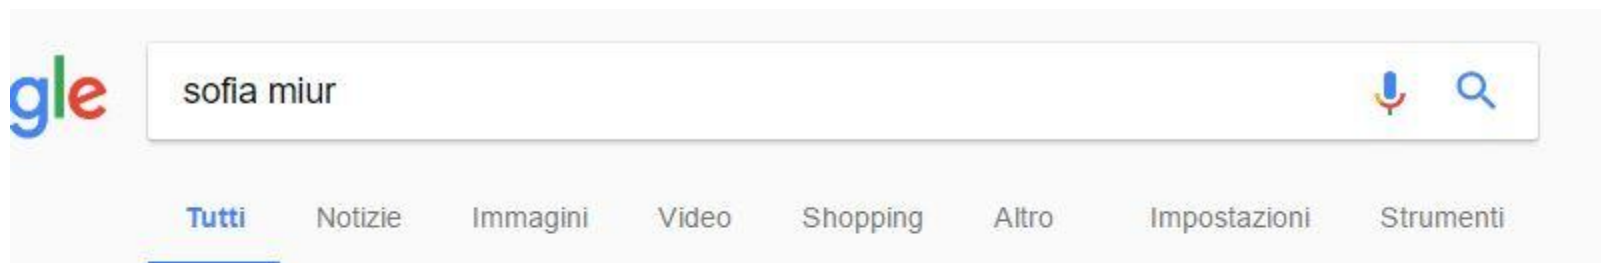 gle
sofia miur
Tutti Notizie Immagini Video Shopping Altro Impostazioni Strumenti